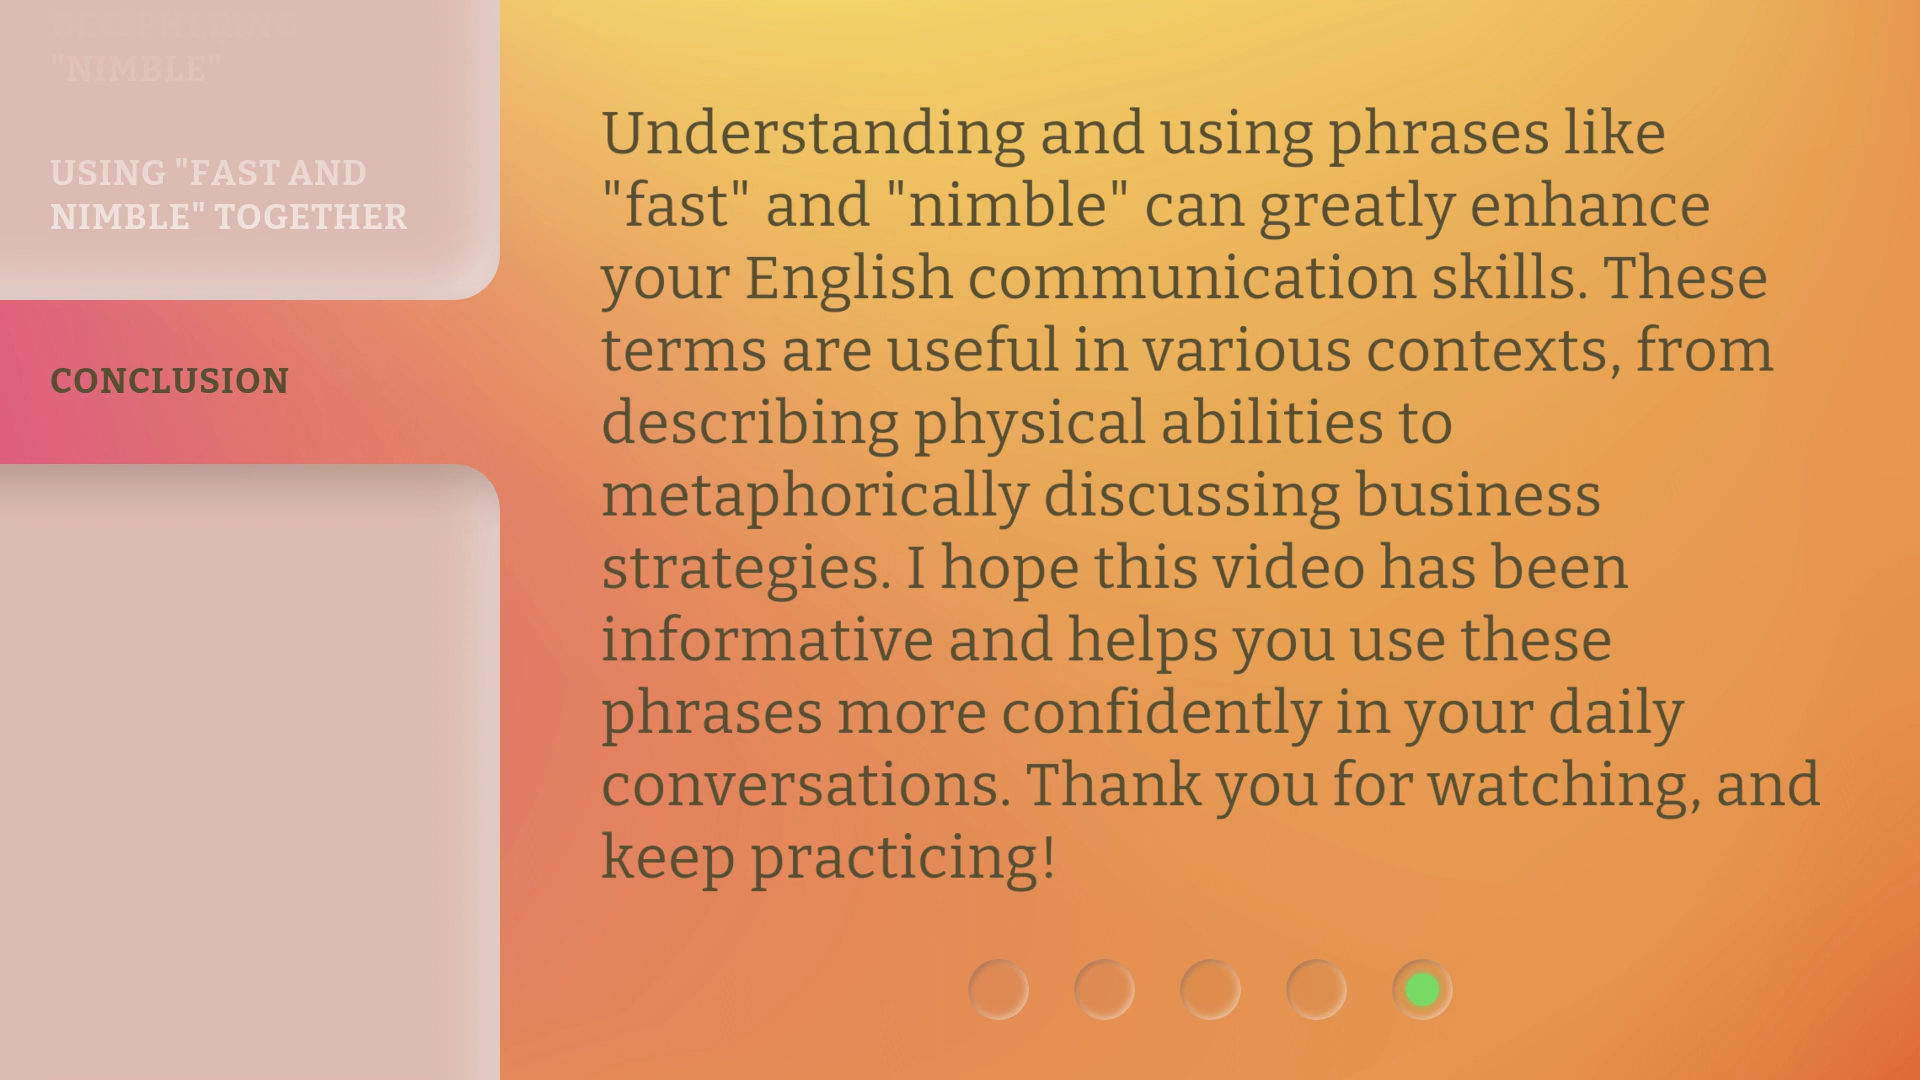 DECIPHERING
"NIMBLE"
USING "FAST AND
NIMBLE" TOGETHER
CONCLUSION
Understanding and using phrases like
"fast" and "nimble" can greatly enhance
your English communication skills. These
terms are useful in various contexts, from
describing physical abilities to
metaphorically discussing business
strategies. I hope this video has been
informative and helps you use these
phrases more confidently in your daily
conversations. Thank you for watching, and
keep practicing!